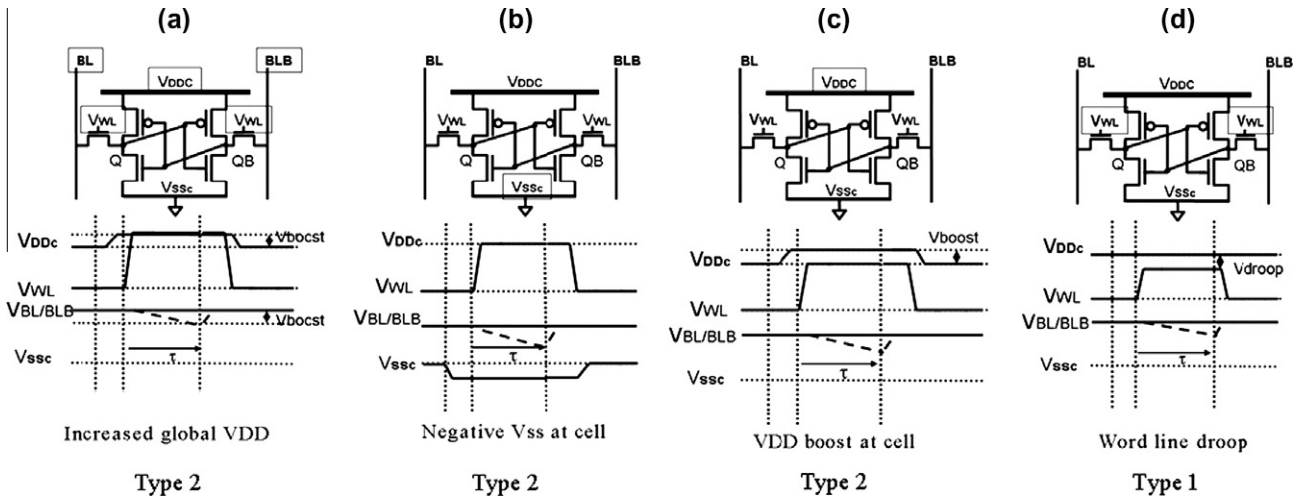 (a)
BL
BLB
VDDC
VWL
VWL
Q
QB
VSSc
VDDc
Vbocst
VWL
VBL/BLB
Vbocst
τ
Vssc
Increased global VDD
Type 2
(b)
BL
BLB
VDDC
VWL
VWL
Q
QB
VSSc
VDDc
VWL
VBL/BLB
τ
Vssc
Negative Vss at cell
Type 2
(c)
BL
BLB
VDDC
VWL
VWL
Q
QB
VSSc
Vboost
VDDc
VWL
VBL/BLB
τ
Vssc
VDD boost at cell
Type 2
(d)
BL
BLB
VDDC
VWL
VWL
Q
QB
VSSc
VDDc
Vdroop
VWL
VBL/BLB
τ
Vssc
Word line droop
Type 1